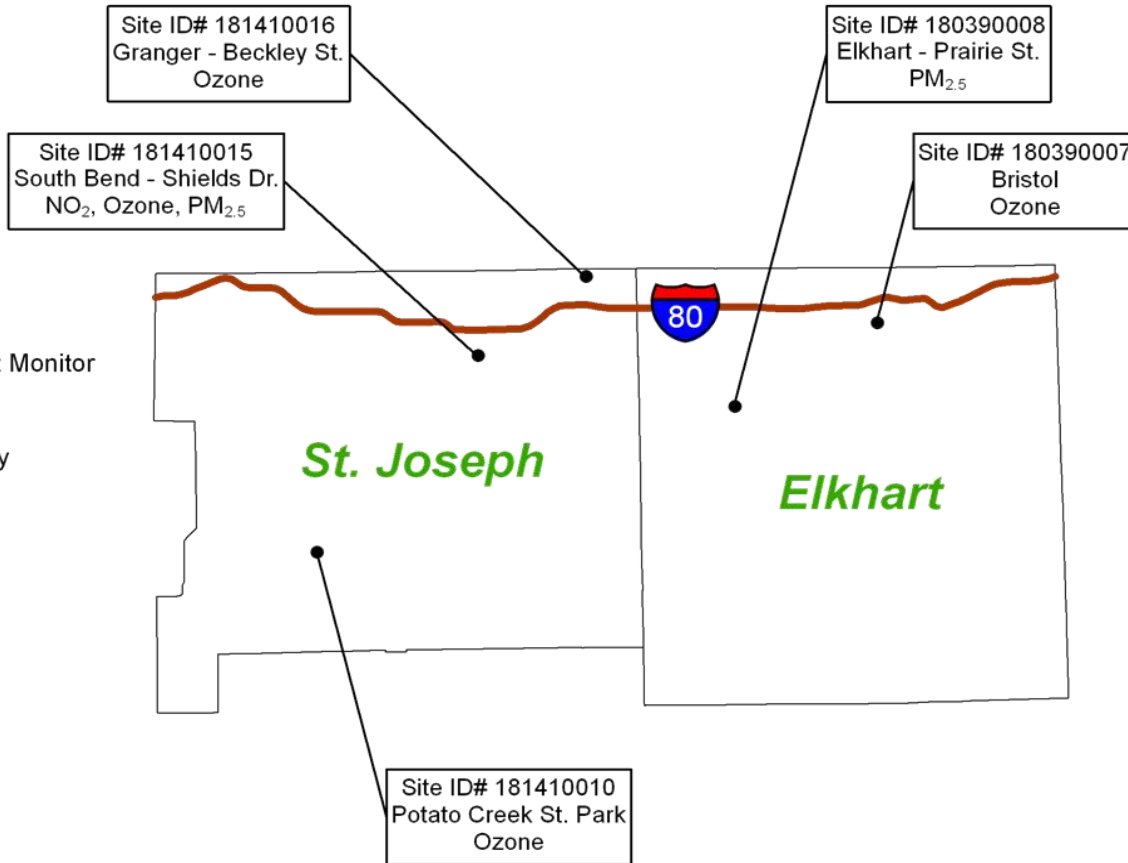 Site ID# 181410016
Granger - Beckley St.
Ozone
Site ID# 180390008
Elkhart - Prairie St.
PM₂.₅
Site ID# 181410015
South Bend - Shields Dr.
NO₂, Ozone, PM₂.₅
Site ID# 180390007
Bristol
Ozone
80
Monitor
St. Joseph
Elkhart
Site ID# 181410010
Potato Creek St. Park
Ozone